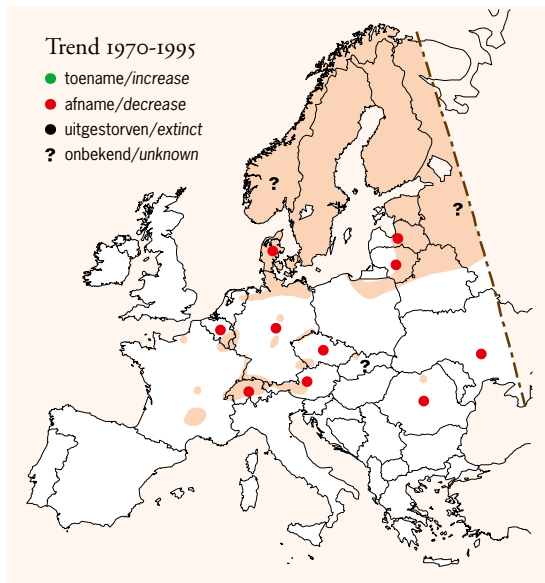 Trend 1970-1995
toename/increase
afname/decrease
uitgestorven/extinct
? onbekend/unknown
?
?
?